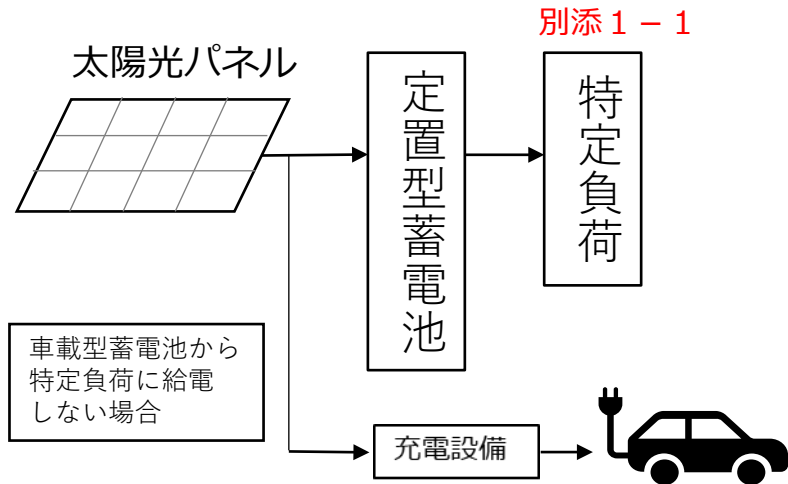 別添１－１
太陽光パネル
定置型蓄電池
特定負荷
車載型蓄電池から
特定負荷に給電
しない場合
充電設備